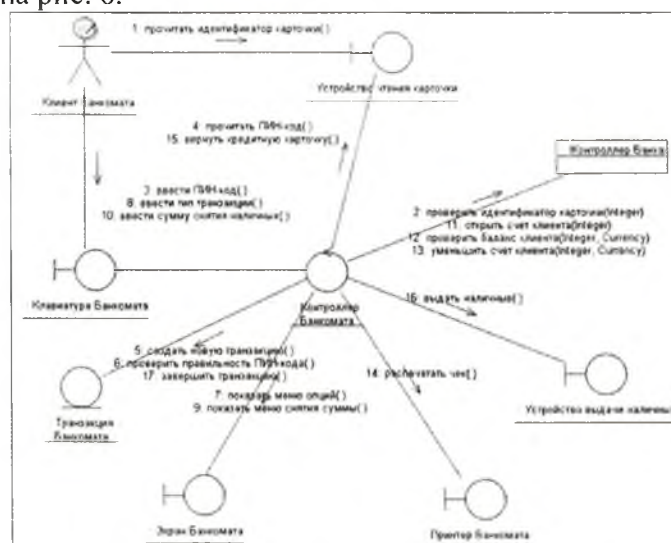 на рис. 6.
1. прочитать идентификатор карточки()
Клиент Банкомата
Устройство чтения карточки
4: прочитать ПИН-код()
15: вернуть кредитную карточку()
Контроллер Банка
3: ввести ПИН-код()
8: ввести тип транзакции()
10: ввести сумму снятия наличных()
2: проверить идентификатор карточки(Integer)
11: открыть счет клиента(Integer)
12: проверить баланс клиента(Integer, Currency)
13: уменьшить счет клиента(Integer, Currency)
Клавиатура Банкомата
Контроллер
Банкомата
16: выдать наличные()
5: создать новую транзакцию()
6: проверить правильность ПИН-кода()
17: завершить транзакцию()
14: распечатать чек()
7: показать меню опций()
9: показать меню снятия суммы()
Транзакция
Банкомата
Устройство выдачи наличных
Экран Банкомата
Принтер Банкомата